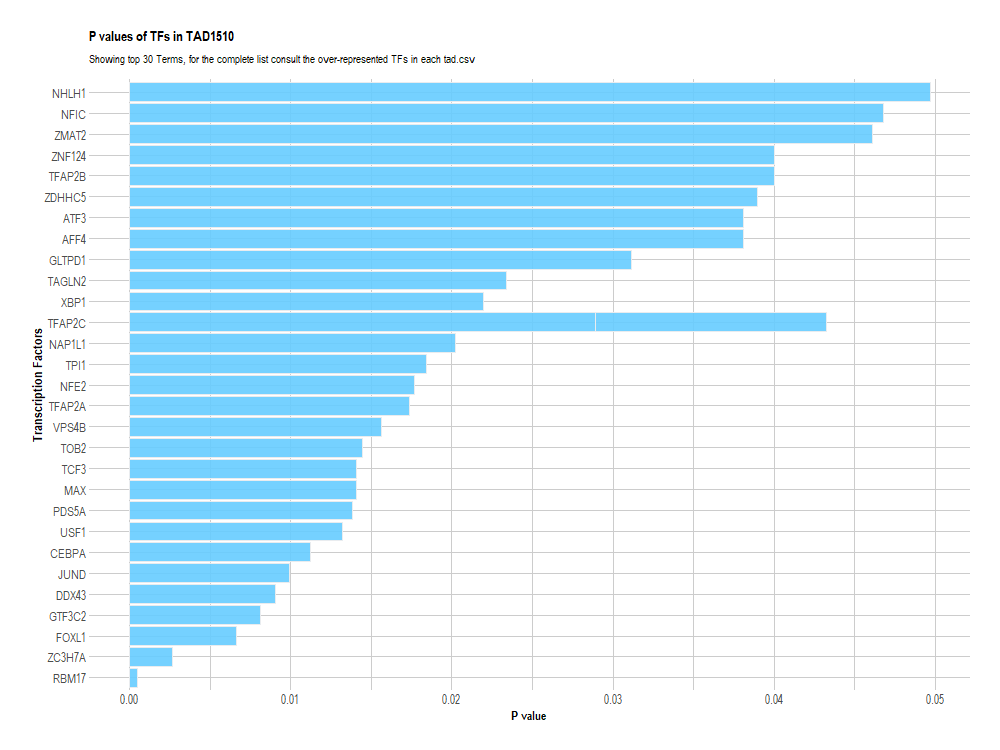 P values of TFs in TAD1510
Showing top 30 Terms, for the complete list consult the over-represented TFs in each tad.csv
Transcription Factors
NHLH1
NFIC
ZMAT2
ZNF124
TFAP2B
ZDHHC5
ATF3
AFF4
GLTPD1
TAGLN2
XBP1
TFAP2C
NAP1L1
TPI1
NFE2
TFAP2A
VPS4B
TOB2
TCF3
MAX
PDS5A
USF1
CEBPA
JUND
DDX43
GTF3C2
FOXL1
ZC3H7A
RBM17
0.00 0.01 0.02 0.03 0.04 0.05
P value